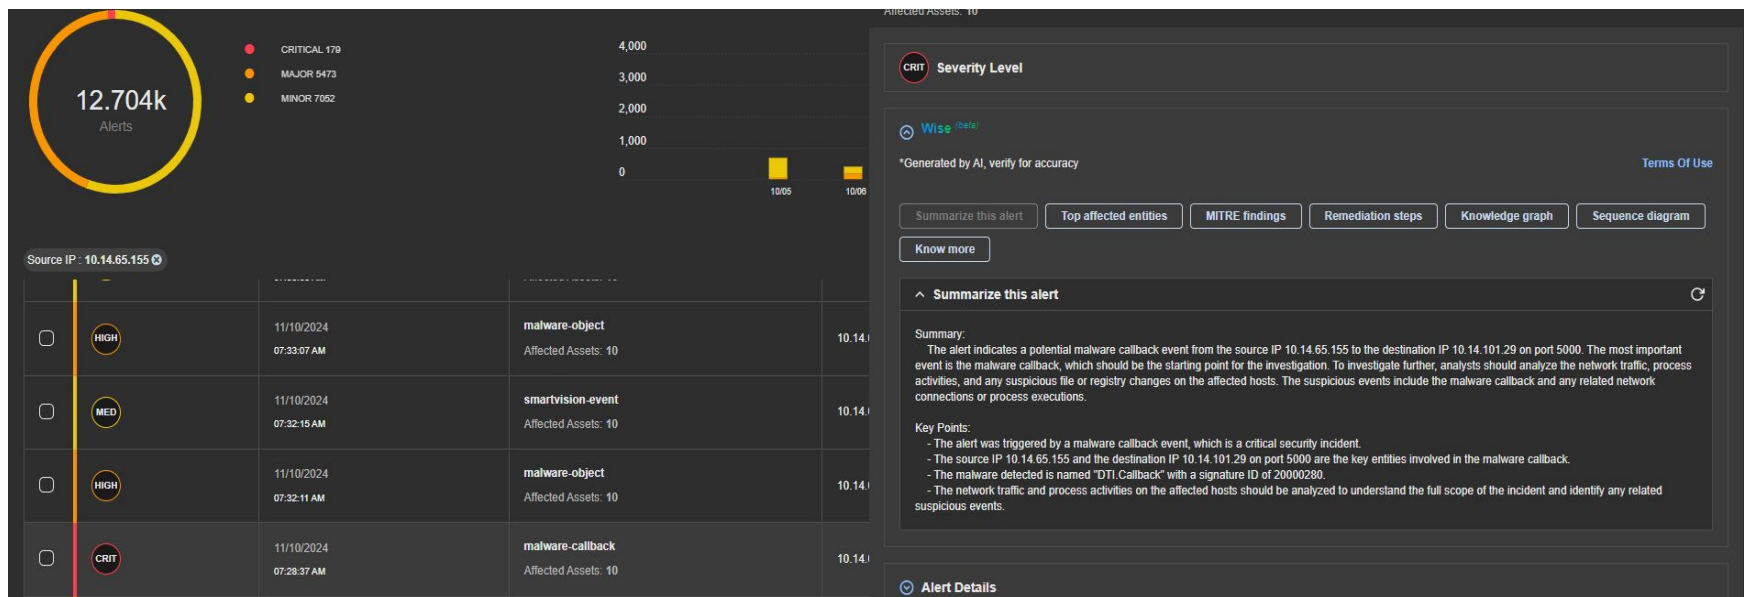 12.704k
Alerts
CRITICAL 179
MAJOR 5473
MINOR 7052
4,000
3,000
2,000
1,000
0
10/05
10/06
Source IP : 10.14.65.155
HIGH
11/10/2024
07:33:07 AM
malware-object
Affected Assets: 10
10.14.
MED
11/10/2024
07:32:15 AM
smartvision-event
Affected Assets: 10
10.14.
HIGH
11/10/2024
07:32:11 AM
malware-object
Affected Assets: 10
10.14.
CRIT
11/10/2024
07:28:37 AM
malware-callback
Affected Assets: 10
10.14.
Affected Assets: 10
CRIT Severity Level
Wise (beta)
*Generated by AI, verify for accuracy
Terms Of Use
Summarize this alert
Top affected entities
MITRE findings
Remediation steps
Knowledge graph
Sequence diagram
Know more
Summarize this alert
Summary:
The alert indicates a potential malware callback event from the source IP 10.14.65.155 to the destination IP 10.14.101.29 on port 5000. The most important
event is the malware callback, which should be the starting point for the investigation. To investigate further, analysts should analyze the network traffic, process
activities, and any suspicious file or registry changes on the affected hosts. The suspicious events include the malware callback and any related network
connections or process executions.
Key Points:
- The alert was triggered by a malware callback event, which is a critical security incident.
- The source IP 10.14.65.155 and the destination IP 10.14.101.29 on port 5000 are the key entities involved in the malware callback.
- The malware detected is named "DTI.Callback" with a signature ID of 20000280.
- The network traffic and process activities on the affected hosts should be analyzed to understand the full scope of the incident and identify any related
suspicious events.
Alert Details